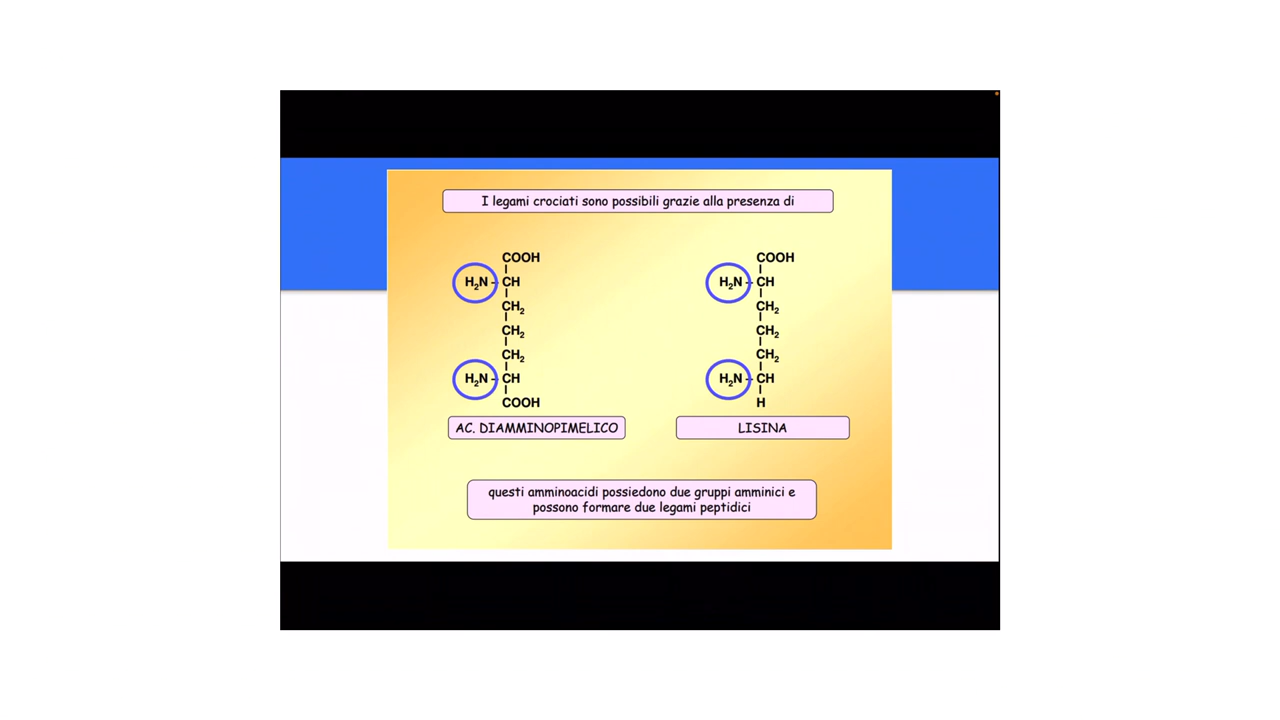 I legami crociati sono possibili grazie alla presenza di
COOH
H₂N - CH
CH₂
CH₂
CH₂
H₂N - CH
COOH
AC. DIAMMINOPIMELICO
COOH
H₂N - CH
CH₂
CH₂
CH₂
H₂N - CH
H
LISINA
questi amminoacidi possiedono due gruppi amminici e
possono formare due legami peptidici